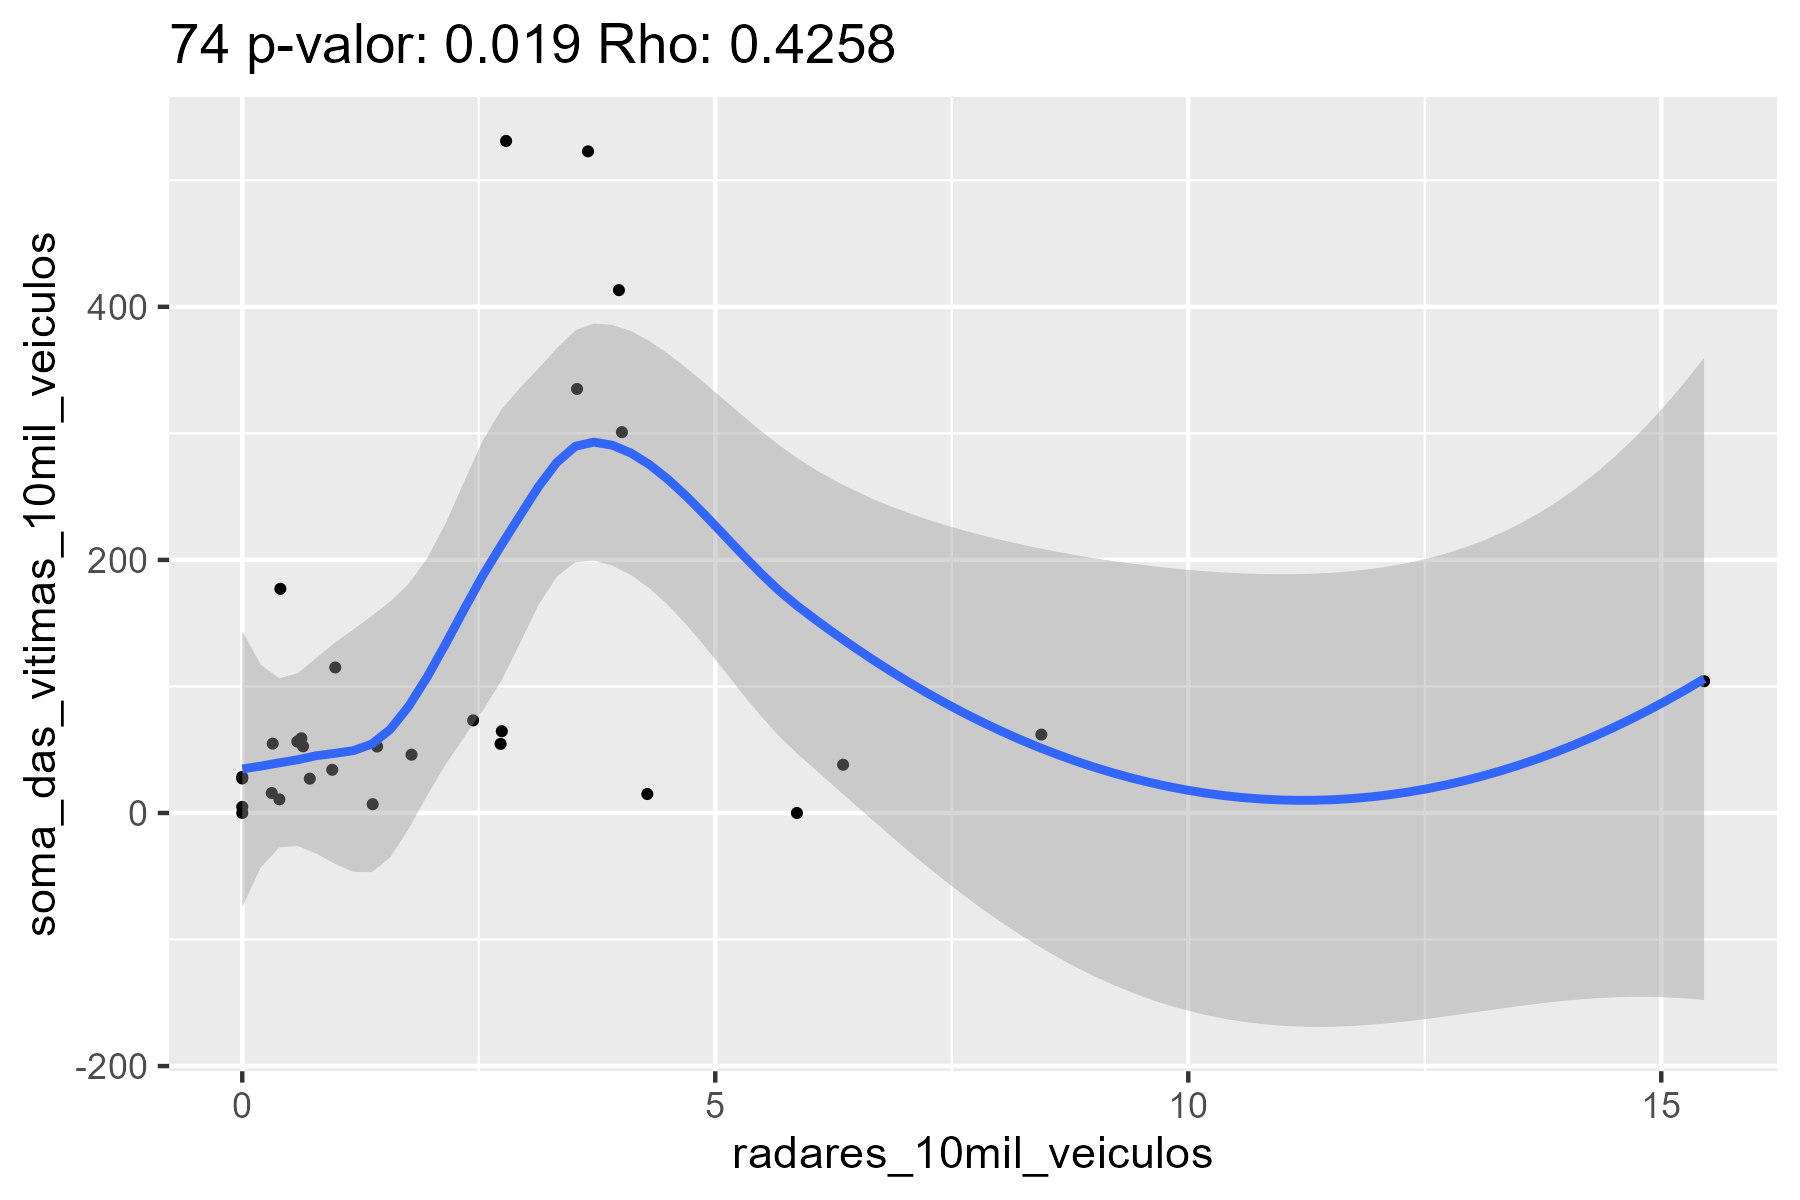 74 p-valor: 0.019 Rho: 0.4258
soma_das_vitimas_10mil_veiculos
400
200
0
-200
0 5 10 15
radares_10mil_veiculos